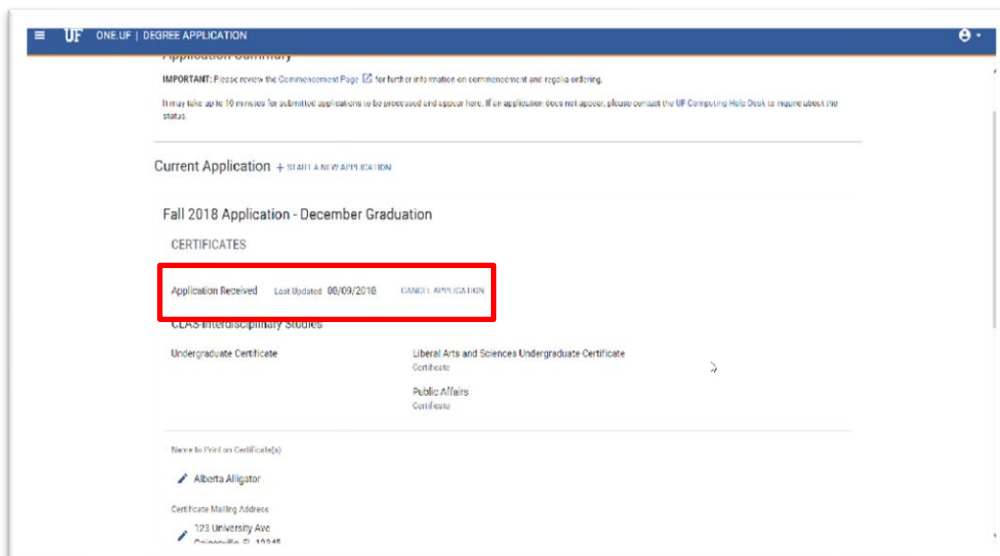 UF ONE.UF | DEGREE APPLICATION
Application Summary
IMPORTANT: Please review the Commencement Page for further information on commencement and regalia ordering.
It may take up to 10 minutes for submitted applications to be processed and appear here. If an application does not appear, please contact the UF Computing Help Desk to inquire about the
status.
Current Application + START A NEW APPLICATION
Fall 2018 Application - December Graduation
CERTIFICATES
Application Received Last Updated 08/09/2018 CANCEL APPLICATION
CLAS-Interdisciplinary Studies
Undergraduate Certificate Liberal Arts and Sciences Undergraduate Certificate
Certificate
Public Affairs
Certificate
Name to Print on Certificate(s)
Alberta Alligator
Certificate Mailing Address
123 University Ave
Gainesville, FL 12345